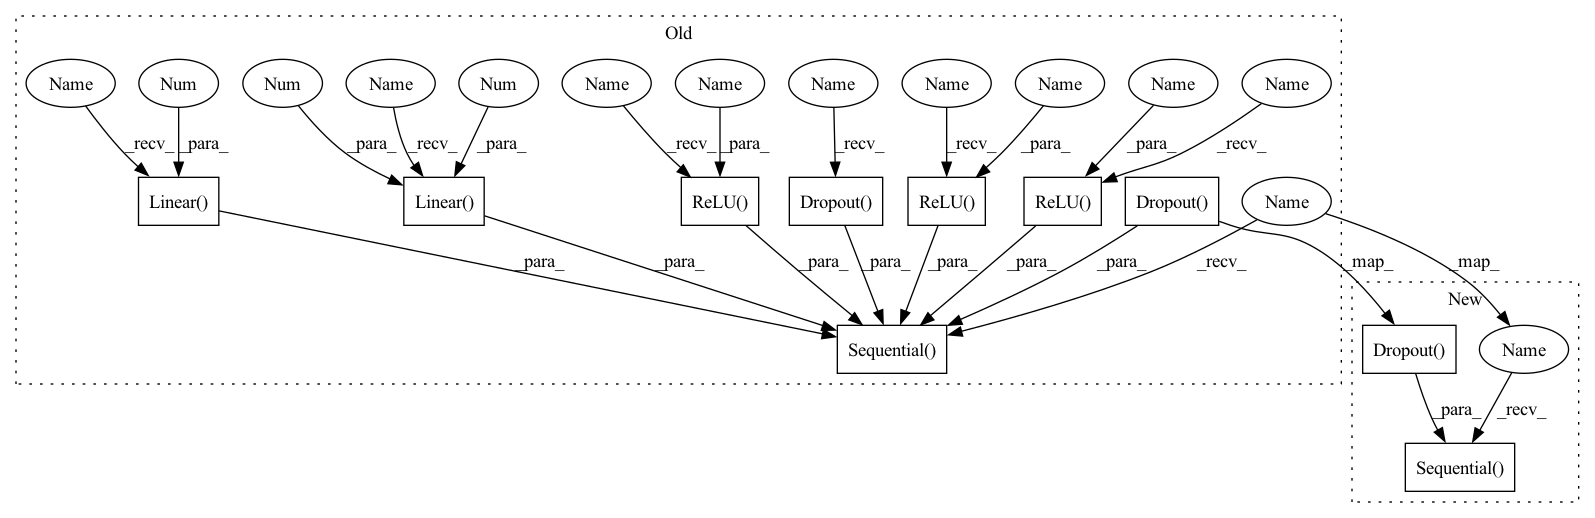 Old
Name Num Num Name Num Name Name Name Name Name Name Name
_recv_ _para_ _para_ _recv_ _para_ _recv_ _para_ _recv_ _recv_ _para_ _para_ _recv_
Linear() Linear() ReLU() Dropout() ReLU() ReLU() Dropout() Name
_para_ _para_ _para_ _para_ _para_ _para_ _para_ _recv_ _map_ _map_
New
Sequential() Dropout() Name
_para_ _recv_
Sequential()